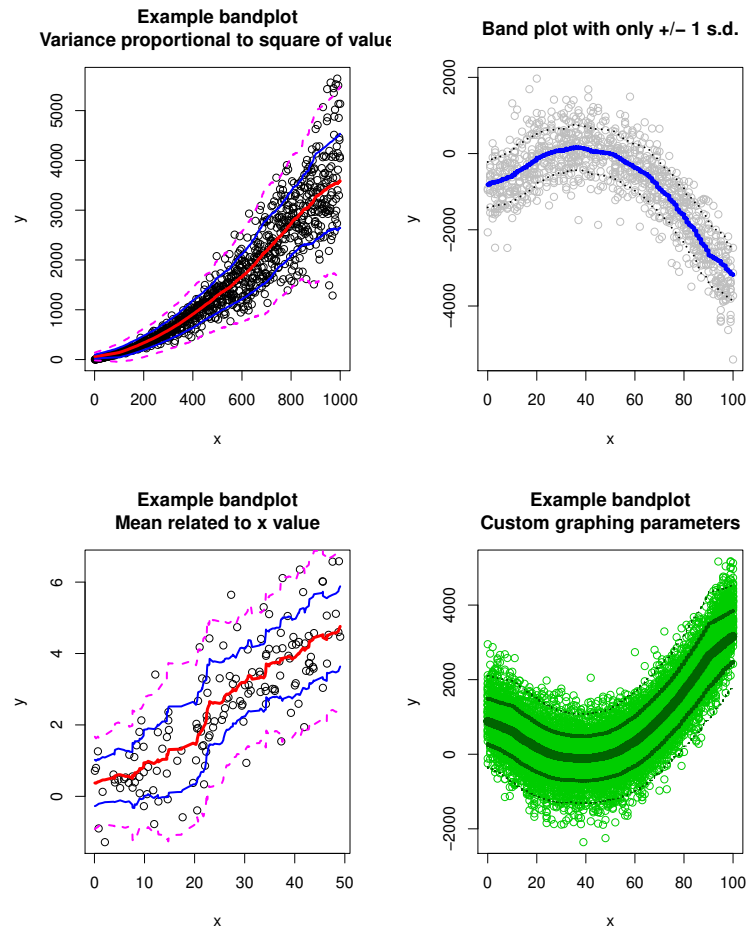 Example bandplot
Variance proportional to square of value
5000
4000
3000
2000
1000
0
y
0 200 400 600 800 1000
x
Band plot with only +/− 1 s.d.
2000
0
−2000
−4000
y
0 20 40 60 80 100
x
Example bandplot
Mean related to x value
6
4
2
0
y
0 10 20 30 40 50
x
Example bandplot
Custom graphing parameters
4000
2000
0
−2000
y
0 20 40 60 80 100
x